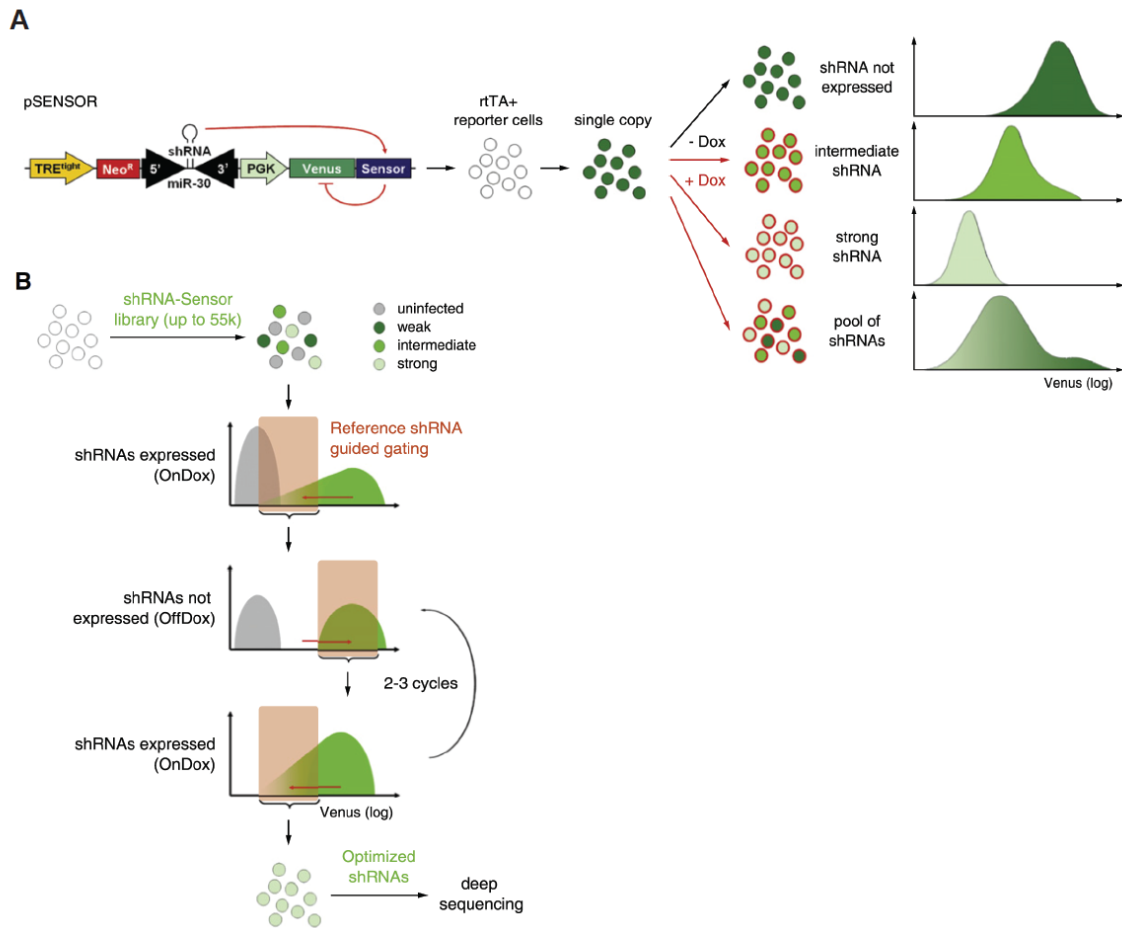 A
pSENSOR
TREtight
NeoR
5'
shRNA
3'
miR-30
PGK
Venus
Sensor
rtTA+
reporter cells
single copy
- Dox
+ Dox
shRNA not
expressed
intermediate
shRNA
strong
shRNA
pool of
shRNAs
Venus (log)
B
shRNA-Sensor
library (up to 55k)
uninfected
weak
intermediate
strong
shRNAs expressed
(OnDox)
Reference shRNA
guided gating
shRNAs not
expressed (OffDox)
2-3 cycles
shRNAs expressed
(OnDox)
Venus (log)
Optimized
shRNAs
deep
sequencing